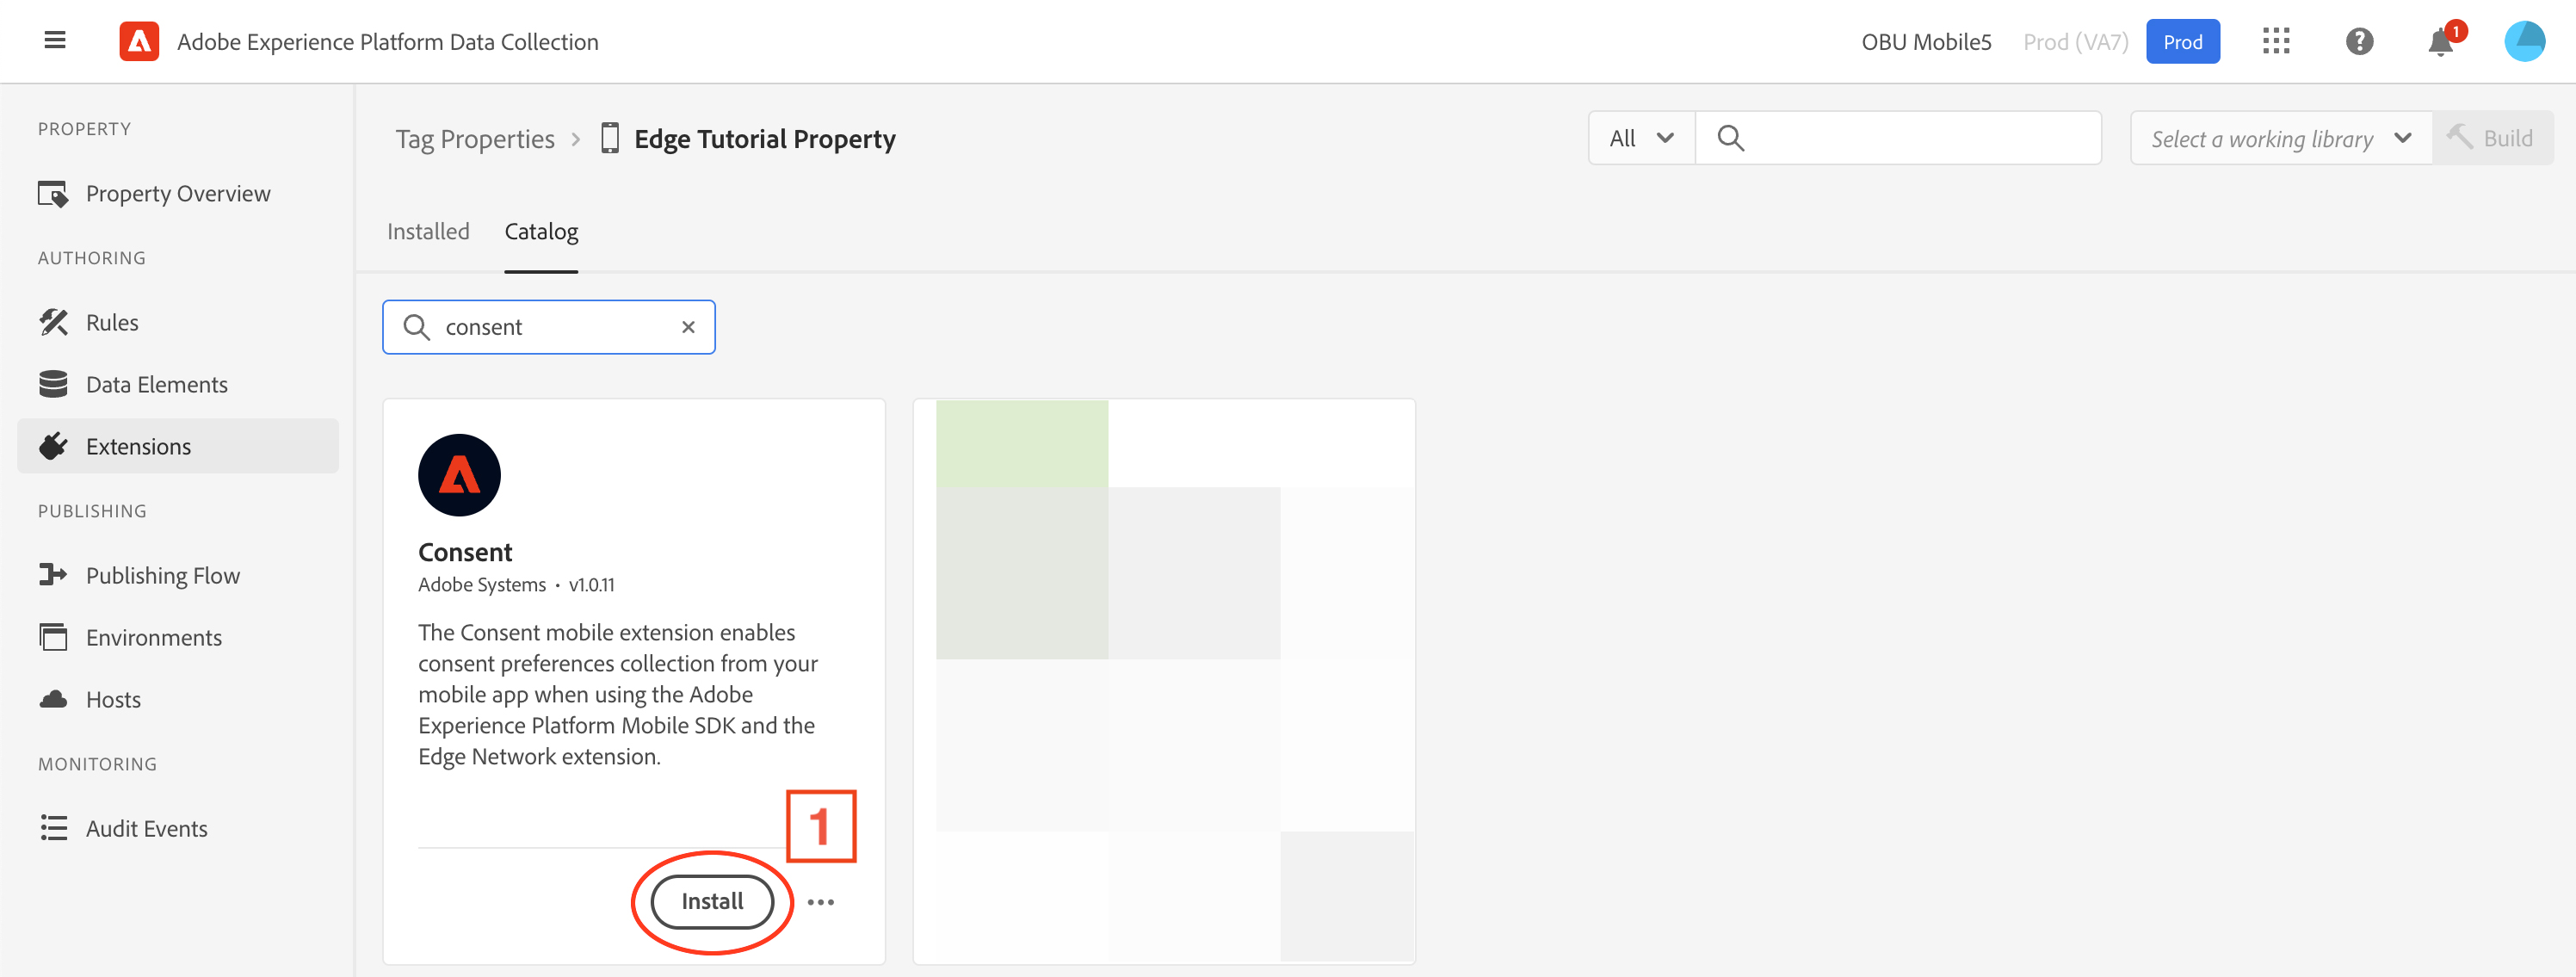 Adobe Experience Platform Data Collection
OBU Mobile5
Prod (VA7)
Prod
1
PROPERTY
Property Overview
AUTHORING
Rules
Data Elements
Extensions
PUBLISHING
Publishing Flow
Environments
Hosts
MONITORING
Audit Events
Tag Properties > Edge Tutorial Property
All
Select a working library
Build
Installed
Catalog
consent
Consent
Adobe Systems • v1.0.11
The Consent mobile extension enables
consent preferences collection from your
mobile app when using the Adobe
Experience Platform Mobile SDK and the
Edge Network extension.
1
Install